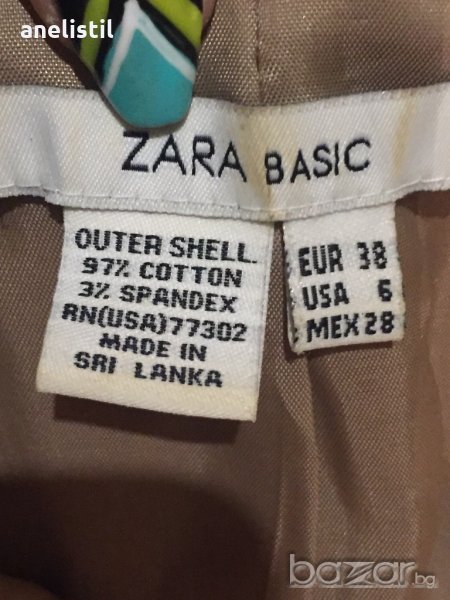 anelistil
ZARA BASIC
OUTER SHELL.
97% COTTON
3% SPANDEX
RN(USA)77302
MADE IN
SRI LANKA
EUR 38
USA 6
MEX 28
bazar.bg